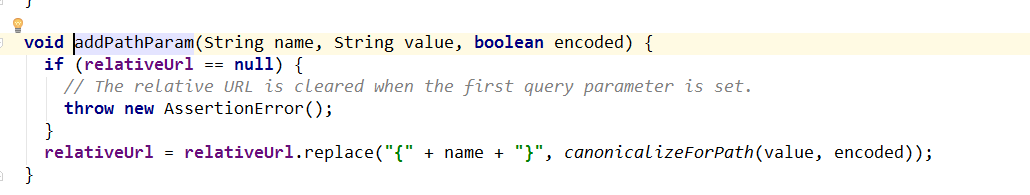 }
void addPathParam(String name, String value, boolean encoded) {
if (relativeUrl == null) {
// The relative URL is cleared when the first query parameter is set.
throw new AssertionError();
}
relativeUrl = relativeUrl.replace("{" + name + "}", canonicalizeForPath(value, encoded));
}